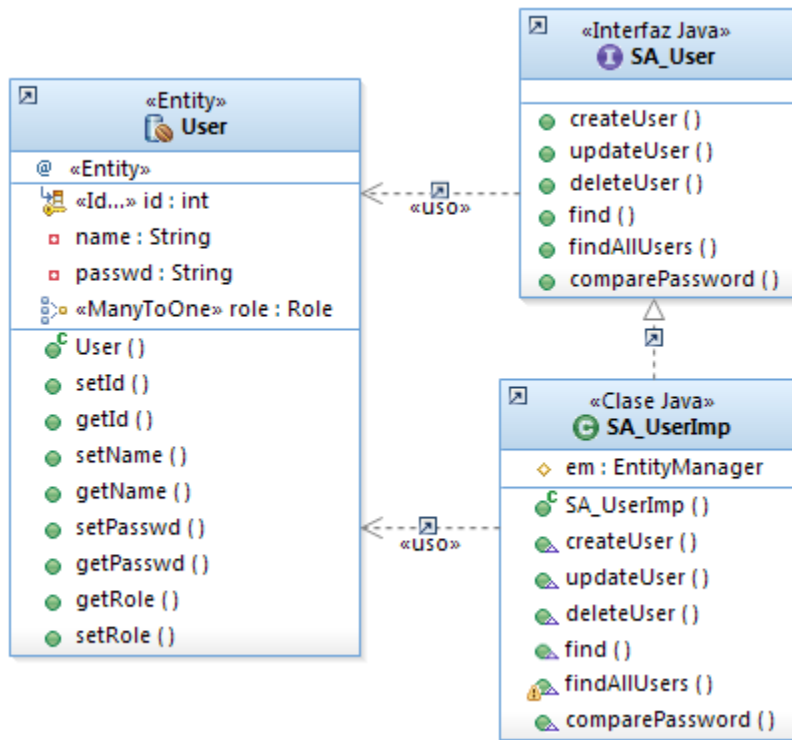 «Entity»
User
@ «Entity»
«Id...» id : int
name : String
passwd : String
«ManyToOne» role : Role
User ( )
setId ( )
getId ( )
setName ( )
getName ( )
setPasswd ( )
getPasswd ( )
getRole ( )
setRole ( )
«uso»
«uso»
«Interfaz Java»
I SA_User
createUser ( )
updateUser ( )
deleteUser ( )
find ( )
findAllUsers ( )
comparePassword ( )
«Clase Java»
C SA_UserImp
em : EntityManager
C SA_UserImp ( )
createUser ( )
updateUser ( )
deleteUser ( )
find ( )
findAllUsers ( )
comparePassword ( )